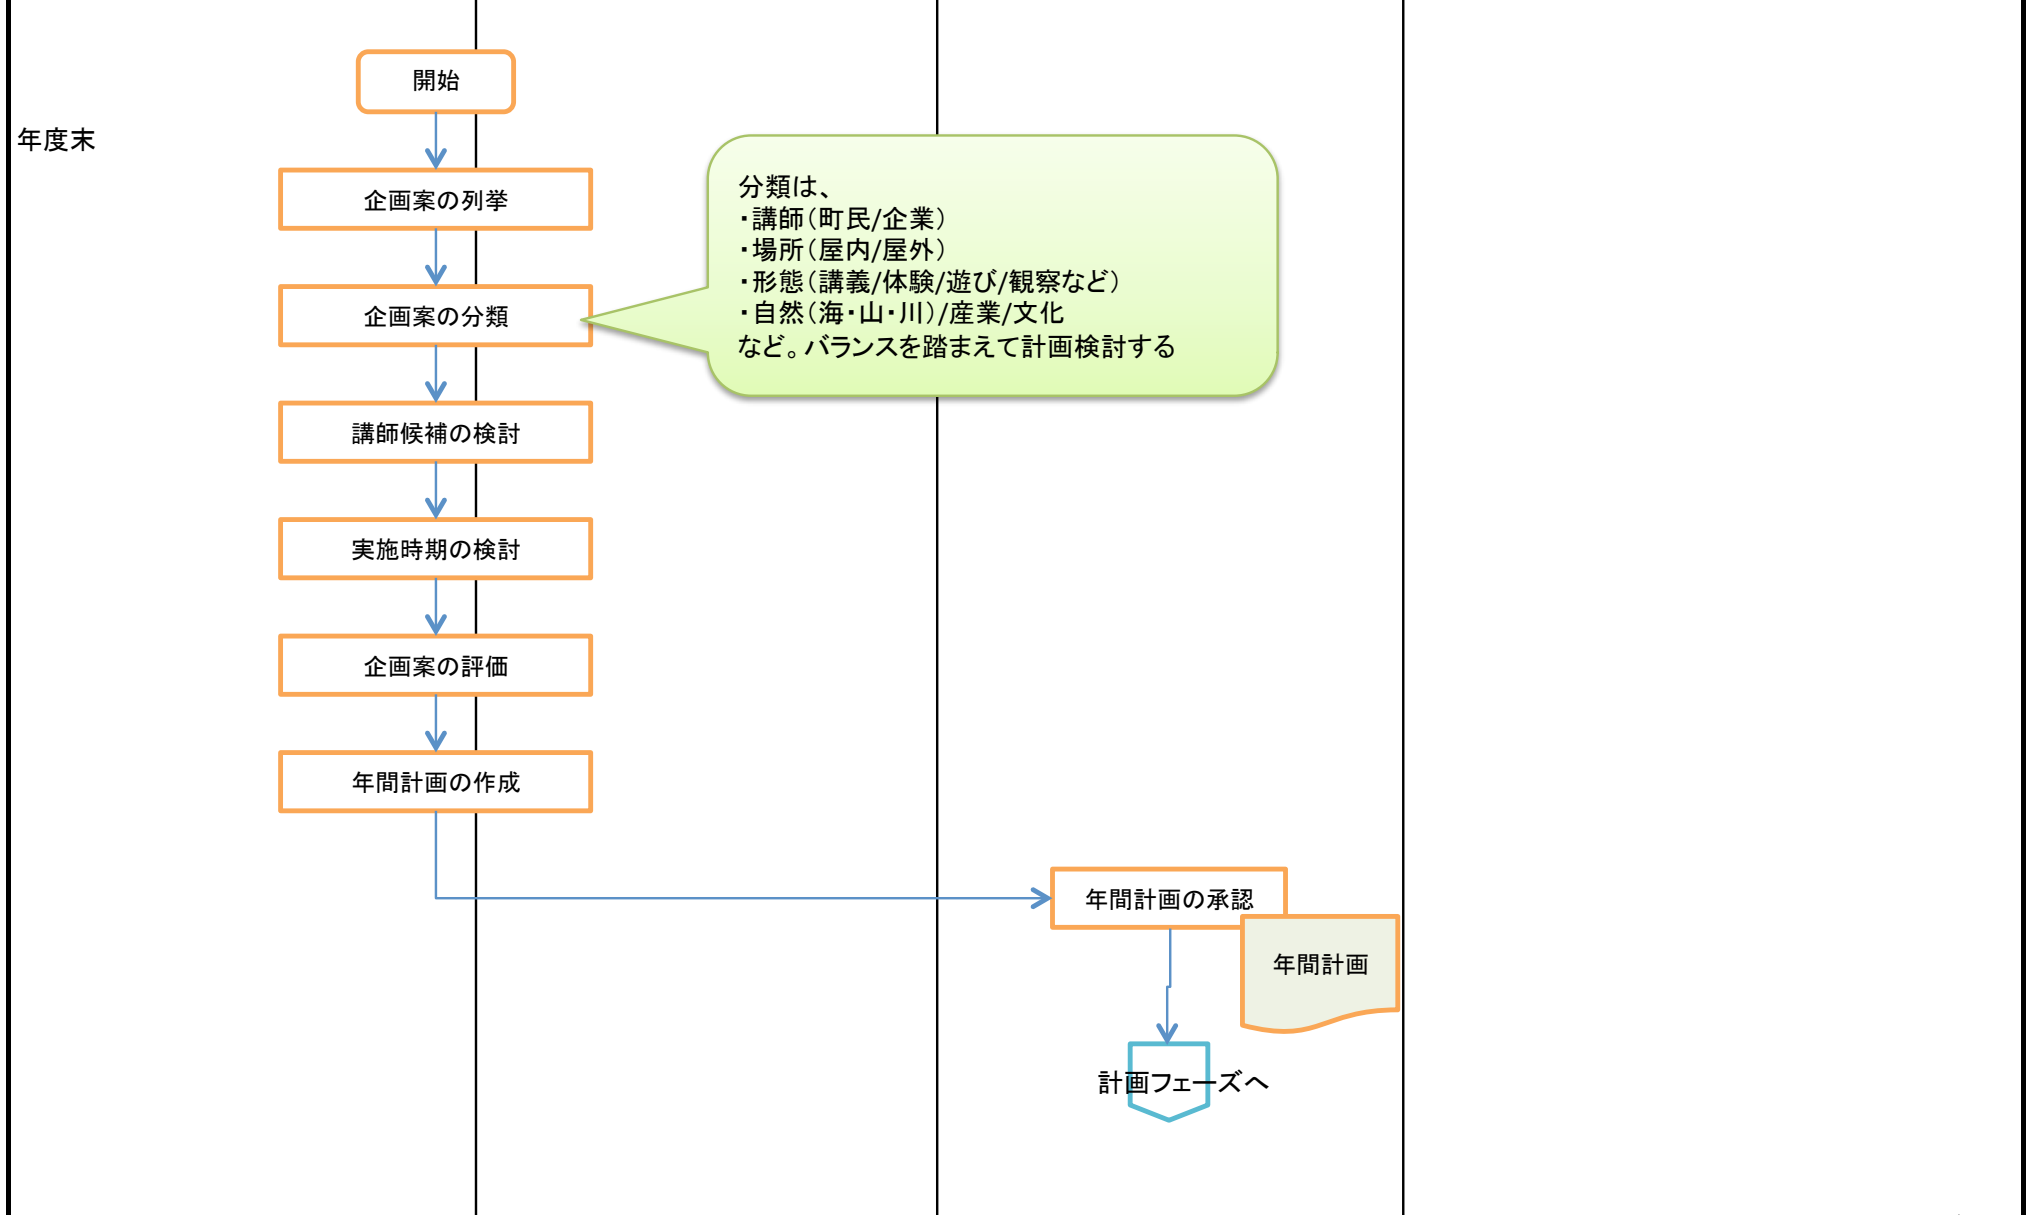 開始
年度末
企画案の列挙
分類は、
・講師（町民/企業）
・場所（屋内/屋外）
・形態（講義/体験/遊び/観察など）
・自然（海・山・川）/産業/文化
など。バランスを踏まえて計画検討する
企画案の分類
講師候補の検討
実施時期の検討
企画案の評価
年間計画の作成
年間計画の承認
年間計画
計画フェーズへ